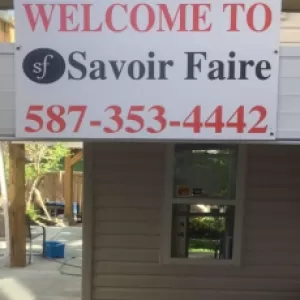 WELCOME TO
sf Savoir Faire
587-353-4442